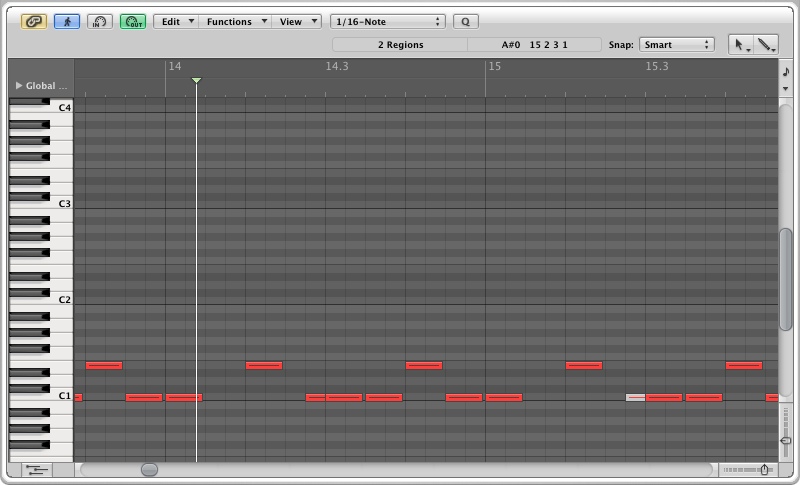 IN OUT Edit Functions View 1/16-Note Q
2 Regions A#0 15 2 3 1 Snap: Smart
14 14.3 15 15.3
Global ...
C4
C3
C2
C1